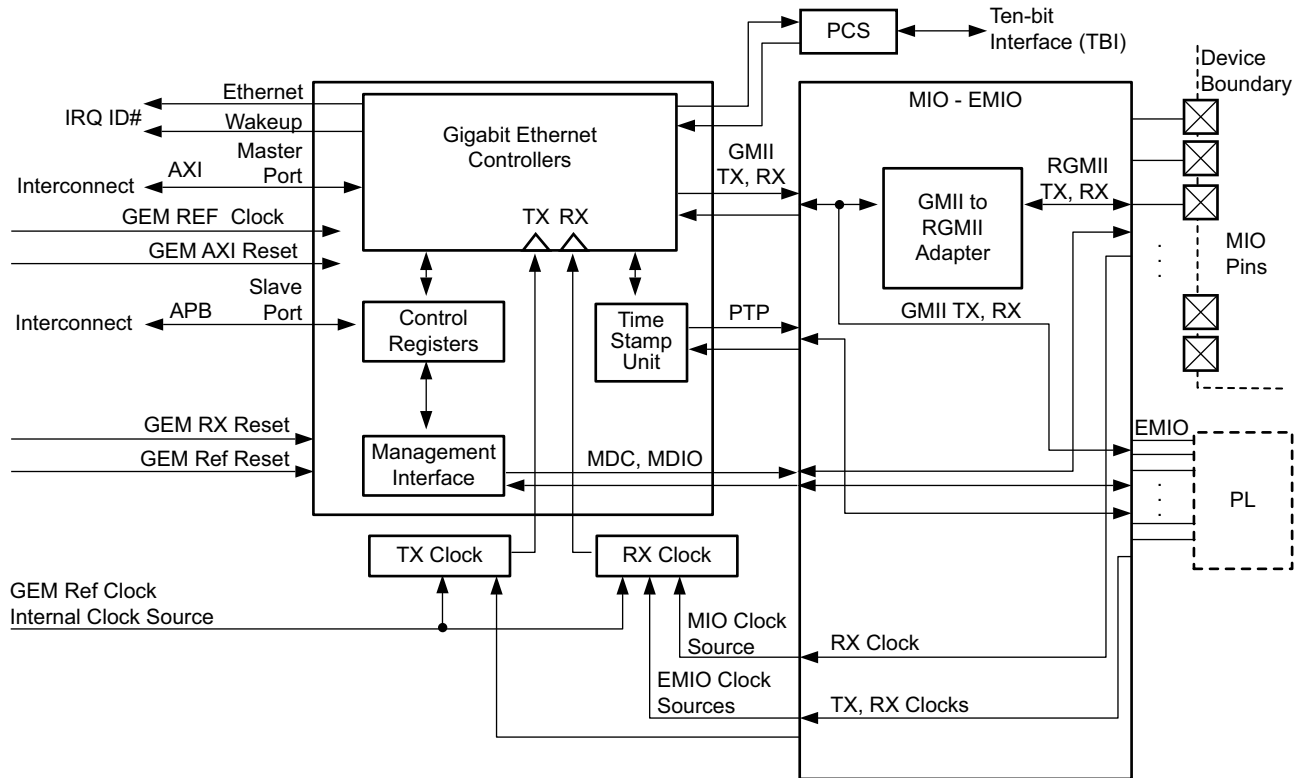 PCS
Ten-bit
Interface (TBI)
Device
Boundary
Ethernet
IRQ ID#
Wakeup
Master
AXI
Port
Interconnect
GEM REF Clock
GEM AXI Reset
Slave
APB
Port
Interconnect
GEM RX Reset
GEM Ref Reset
Gigabit Ethernet
Controllers
TX RX
Control
Registers
Time
Stamp
Unit
Management
Interface
GMII
TX, RX
PTP
MDC, MDIO
MIO - EMIO
GMII to
RGMII
Adapter
RGMII
TX, RX
GMII TX, RX
MIO
Pins
EMIO
PL
TX Clock
RX Clock
GEM Ref Clock
Internal Clock Source
MIO Clock
Source
RX Clock
EMIO Clock
Sources
TX, RX Clocks